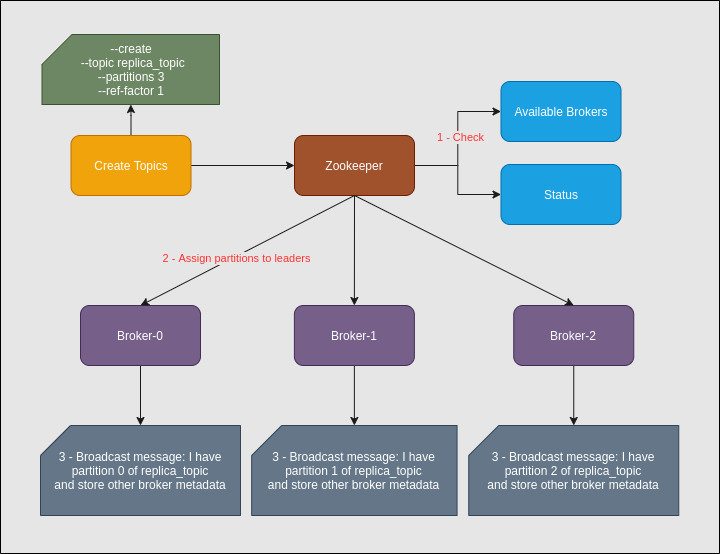 --create
--topic replica_topic
--partitions 3
--ref-factor 1
Available Brokers
1 - Check
Create Topics
Zookeeper
Status
2 - Assign partitions to leaders
Broker-0
Broker-1
Broker-2
3 - Broadcast message: I have
partition 0 of replica_topic
and store other broker metadata
3 - Broadcast message: I have
partition 1 of replica_topic
and store other broker metadata
3 - Broadcast message: I have
partition 2 of replica_topic
and store other broker metadata